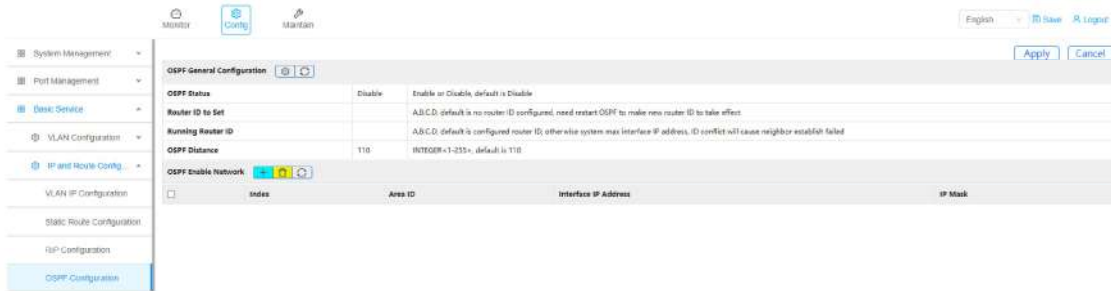 Monitor
Config
Maintain
English
Save
Logout
System Management
Port Management
Basic Service
VLAN Configuration
IP and Route Config...
VLAN IP Configuration
Static Route Configuration
RIP Configuration
OSPF Configuration
Apply
Cancel
OSPF General Configuration
OSPF Status Disable Enable or Disable, default is Disable
Router ID to Set A.B.C.D, default is no router ID configured, need restart OSPF to make new router ID to take effect
Running Router ID A.B.C.D, default is configured router ID; otherwise system max interface IP address, ID conflict will cause neighbor establish failed
OSPF Distance 110 INTEGER<1-255>, default is 110
OSPF Enable Network
Index Area ID Interface IP Address IP Mask